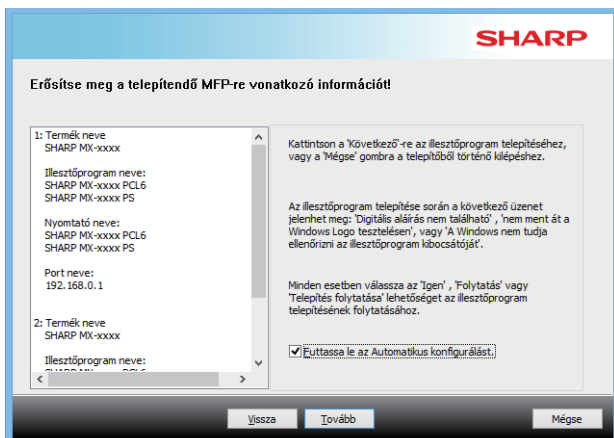 SHARP
Erősítse meg a telepítendő MFP-re vonatkozó információt!
1: Termék neve
SHARP MX-xxxx
Illesztőprogram neve:
SHARP MX-xxxx PCL6
SHARP MX-xxxx PS
Nyomtató neve:
SHARP MX-xxxx PCL6
SHARP MX-xxxx PS
Port neve:
192.168.0.1
2: Termék neve
SHARP MX-xxxx
Illesztőprogram neve:
Kattintson a 'Következő'-re az illesztőprogram telepítéséhez,
vagy a 'Mégse' gombra a telepítőből történő kilépéshez.
Az illesztőprogram telepítése során a következő üzenet
jelenhet meg: 'Digitális aláírás nem található' , 'nem ment át a
Windows Logo tesztelésen', vagy 'A Windows nem tudja
ellenőrizni az illesztőprogram kibocsátóját'.
Minden esetben válassza az 'Igen' , 'Folytatás' vagy
'Telepítés folytatása' lehetőséget az illesztőprogram
telepítésének folytatásához.
Futtassa le az Automatikus konfigurálást.
Vissza
Tovább
Mégse